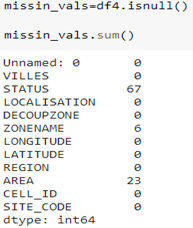 missin_vals=df4.isnull()
missin_vals.sum()
Unnamed: 0 0
VILLES 0
STATUS 67
LOCALISATION 0
DECOUPZONE 0
ZONENAME 6
LONGITUDE 0
LATITUDE 0
REGION 0
AREA 23
CELL_ID 0
SITE_CODE 0
dtype: int64